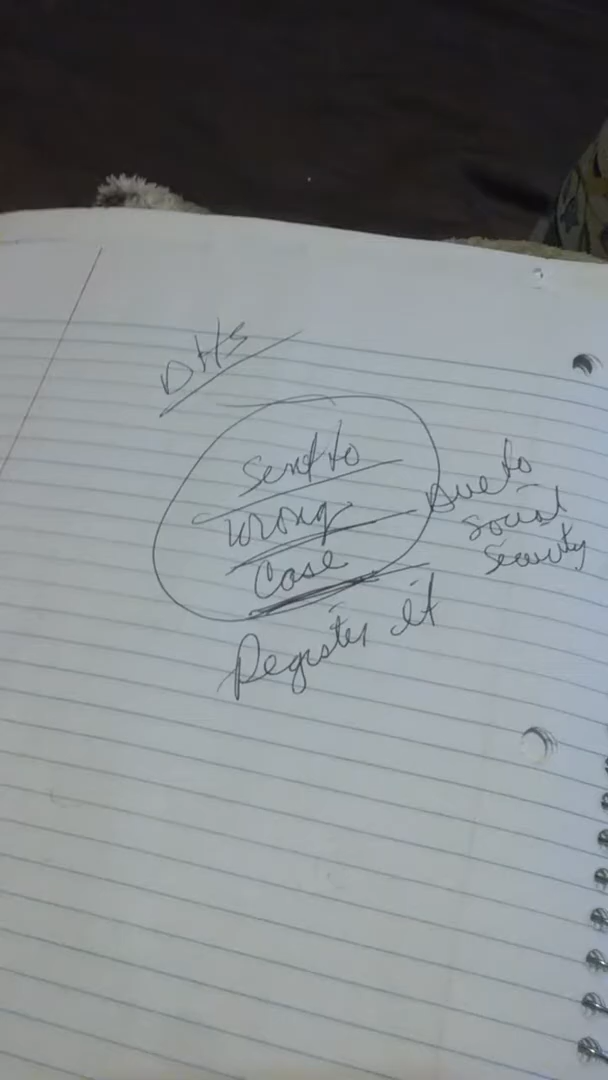 DHS
Sent to
wrong
Case
Due to
Social
Security
Register it